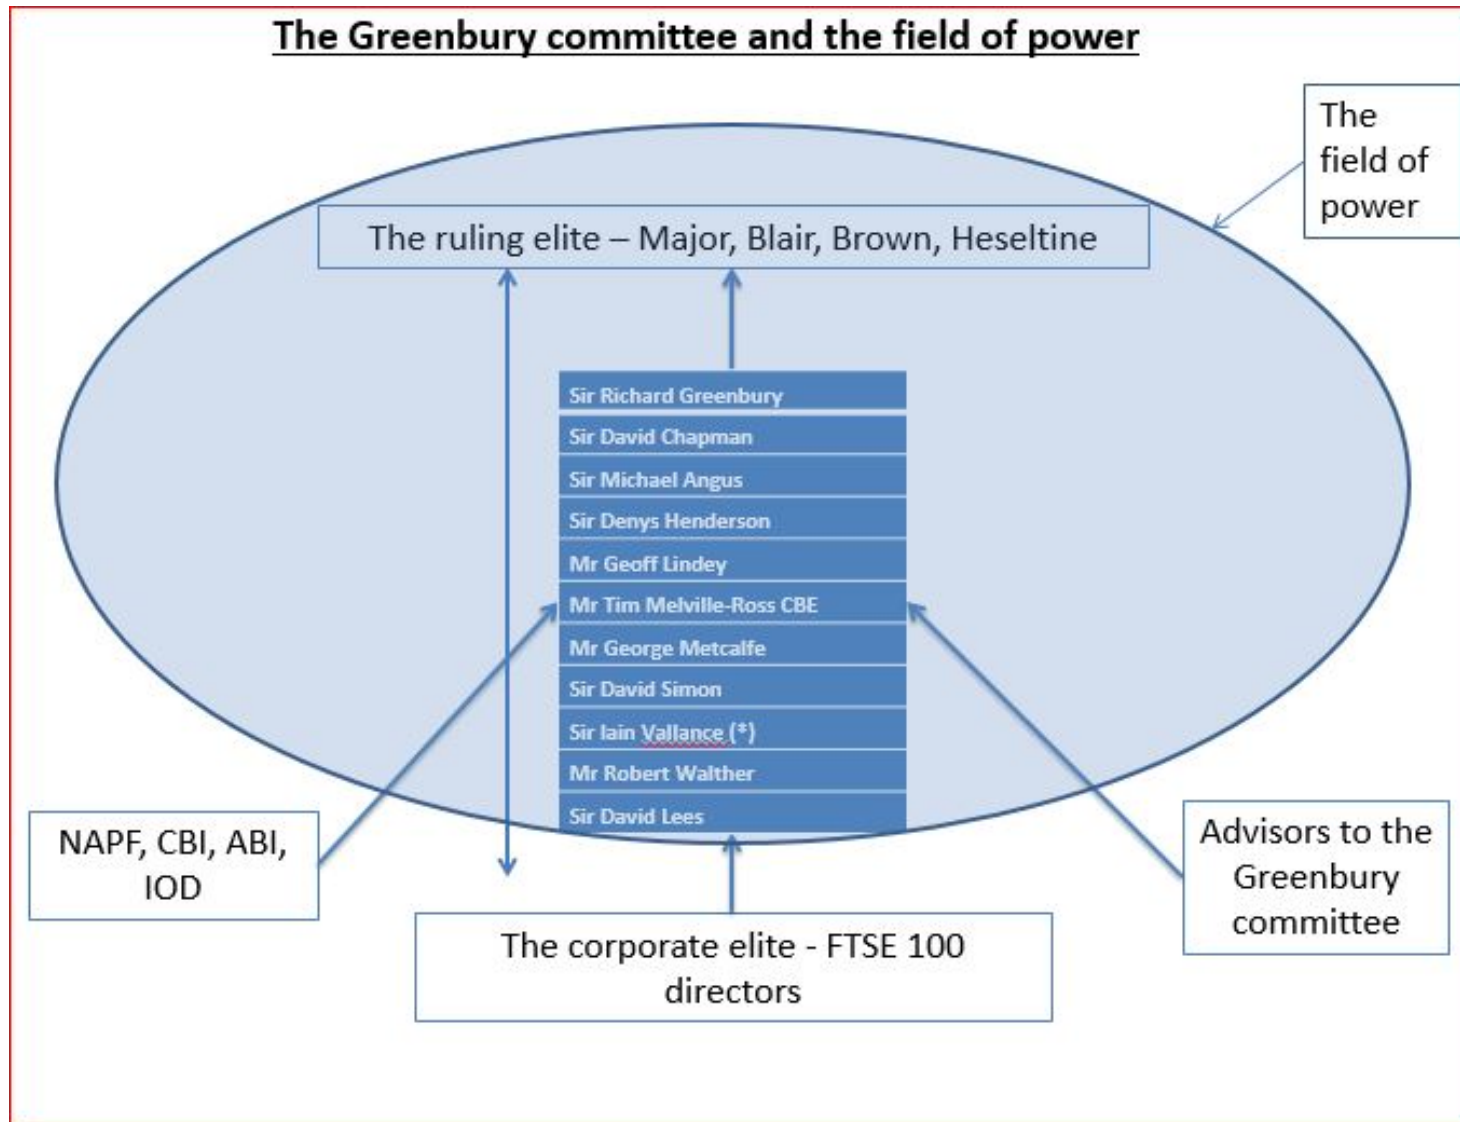 The Greenbury committee and the field of power
The
field of
power
The ruling elite – Major, Blair, Brown, Heseltine
Sir Richard Greenbury
Sir David Chapman
Sir Michael Angus
Sir Denys Henderson
Mr Geoff Lindey
Mr Tim Melville-Ross CBE
Mr George Metcalfe
Sir David Simon
Sir Iain Vallance (*)
Mr Robert Walther
Sir David Lees
NAPF, CBI, ABI,
IOD
Advisors to the
Greenbury
committee
The corporate elite - FTSE 100
directors